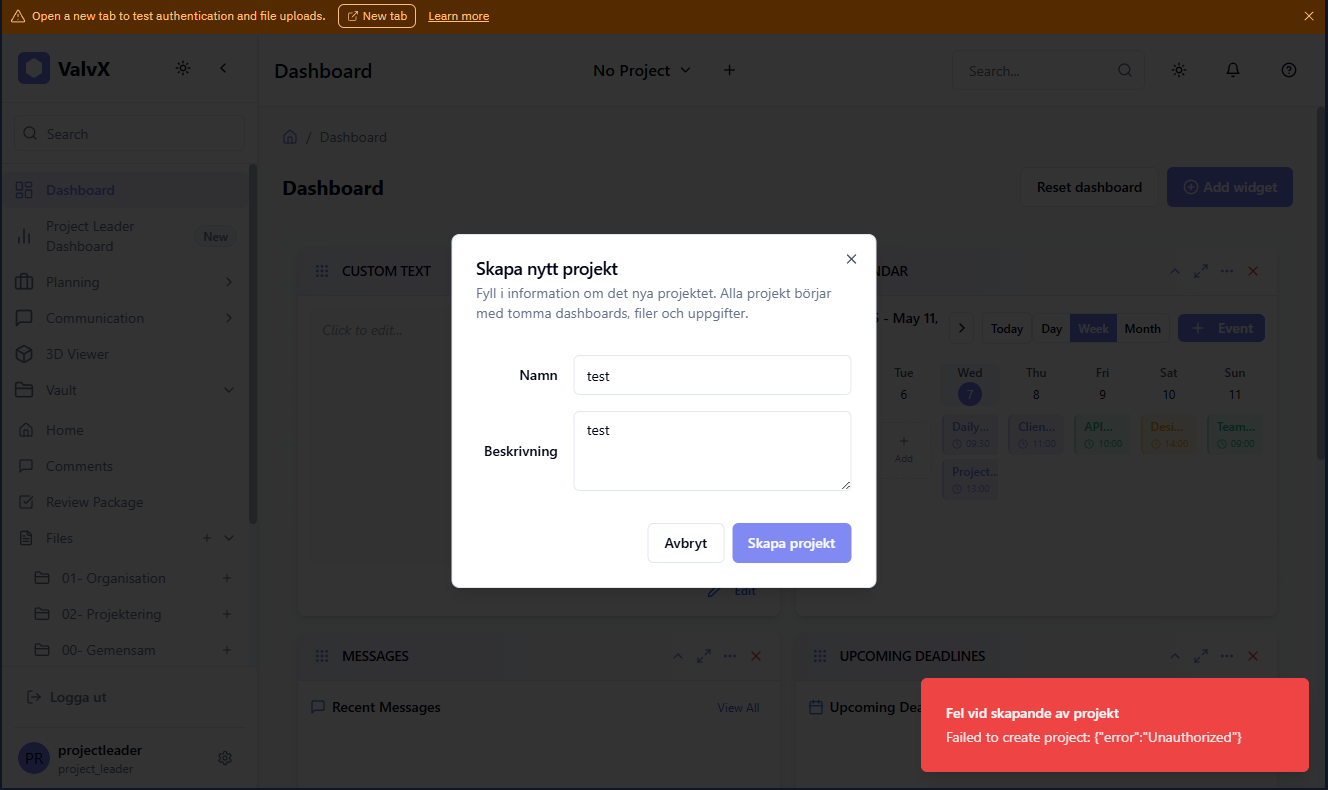 Open a new tab to test authentication and file uploads. New tab Learn more
ValvX
Dashboard
No Project
Search...
Search
Dashboard
Project Leader Dashboard
New
Planning
Communication
3D Viewer
Vault
Home
Comments
Review Package
Files
01- Organisation
02- Projektering
00- Gemensam
Logga ut
PR
projectleader
project_leader
/ Dashboard
Dashboard
Reset dashboard
Add widget
CUSTOM TEXT
Click to edit...
Edit
NDAR
- May 11,
Today
Day
Week
Month
Event
Tue
Wed
Thu
Fri
Sat
Sun
6
7
8
9
10
11
Add
Daily...
09:30
Project...
13:00
Clien...
11:00
API...
10:00
Desi...
14:00
Team...
09:00
Skapa nytt projekt
Fyll i information om det nya projektet. Alla projekt börjar
med tomma dashboards, filer och uppgifter.
Namn
test
Beskrivning
test
Avbryt
Skapa projekt
MESSAGES
Recent Messages
View All
UPCOMING DEADLINES
Upcoming Dea
Fel vid skapande av projekt
Failed to create project: {"error":"Unauthorized"}